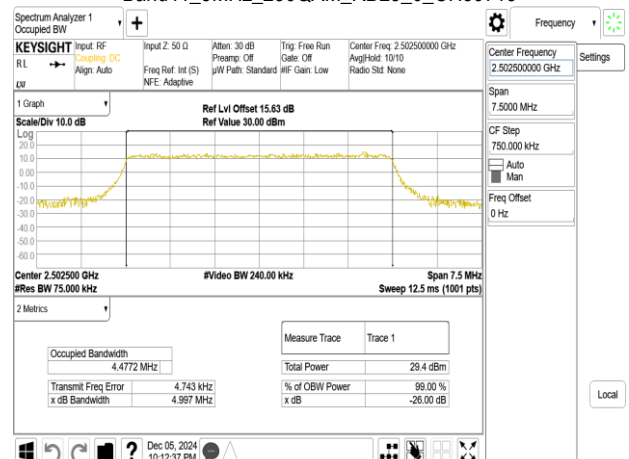 Spectrum Analyzer 1
Occupied BW
KEYSIGHT
RL
Input: RF
Coupling: DC
Align: Auto
Input Z: 50 Ω
Freq Ref: Int (S)
NFE: Adaptive
Atten: 30 dB
Preamp: Off
µW Path: Standard
Trig: Free Run
Gate: Off
#IF Gain: Low
Center Freq: 2.502500000 GHz
Avg|Hold: 10/10
Radio Std: None
LXI
1 Graph
Scale/Div 10.0 dB
Ref Lvl Offset 15.63 dB
Ref Value 30.00 dBm
Log
20.0
10.0
0.00
-10.0
-20.0
-30.0
-40.0
-50.0
-60.0
Center 2.502500 GHz
#Res BW 75.000 kHz
#Video BW 240.00 kHz
Span 7.5 MHz
Sweep 12.5 ms (1001 pts)
2 Metrics
Occupied Bandwidth
4.4772 MHz
Transmit Freq Error 4.743 kHz
x dB Bandwidth 4.997 MHz
Measure Trace Trace 1
Total Power 29.4 dBm
% of OBW Power 99.00 %
x dB -26.00 dB
Dec 05, 2024
10:12:37 PM
Frequency
Center Frequency
2.502500000 GHz
Settings
Span
7.5000 MHz
CF Step
750.000 kHz
Auto
Man
Freq Offset
0 Hz
Local